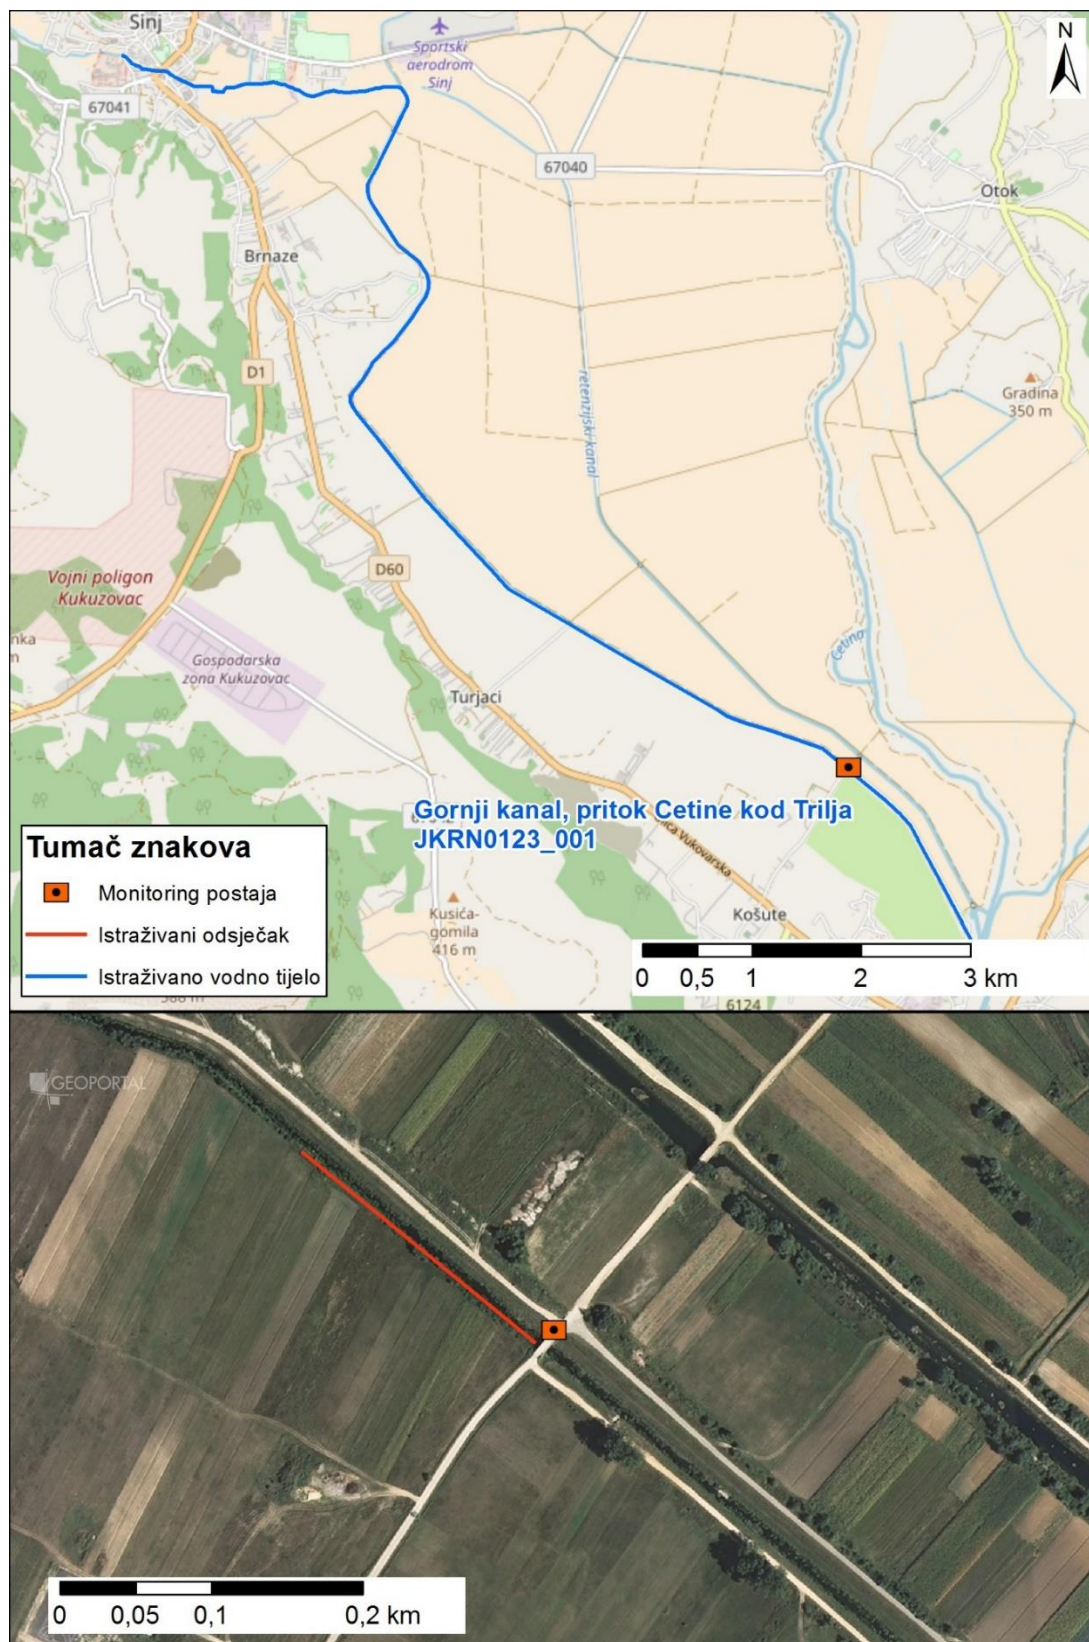 Sinj
N
Sportski
aerodrom
Sinj
67041
67040
Otok
Brnaze
D1
retenzijski kanal
Gradina
350 m
D60
Vojni poligon
Kukuzovac
Cetina
Gospodarska
zona Kukuzovac
Turjaci
Gornji kanal, pritok Cetine kod Trilja
JKRN0123_001
Vukovarska
Tumač znakova
Monitoring postaja
Istraživani odsječak
Istraživano vodno tijelo
Kusića-
gomila
416 m
Košute
0 0,5 1 2 3 km
6124
GEOPORTAL
0 0,05 0,1 0,2 km